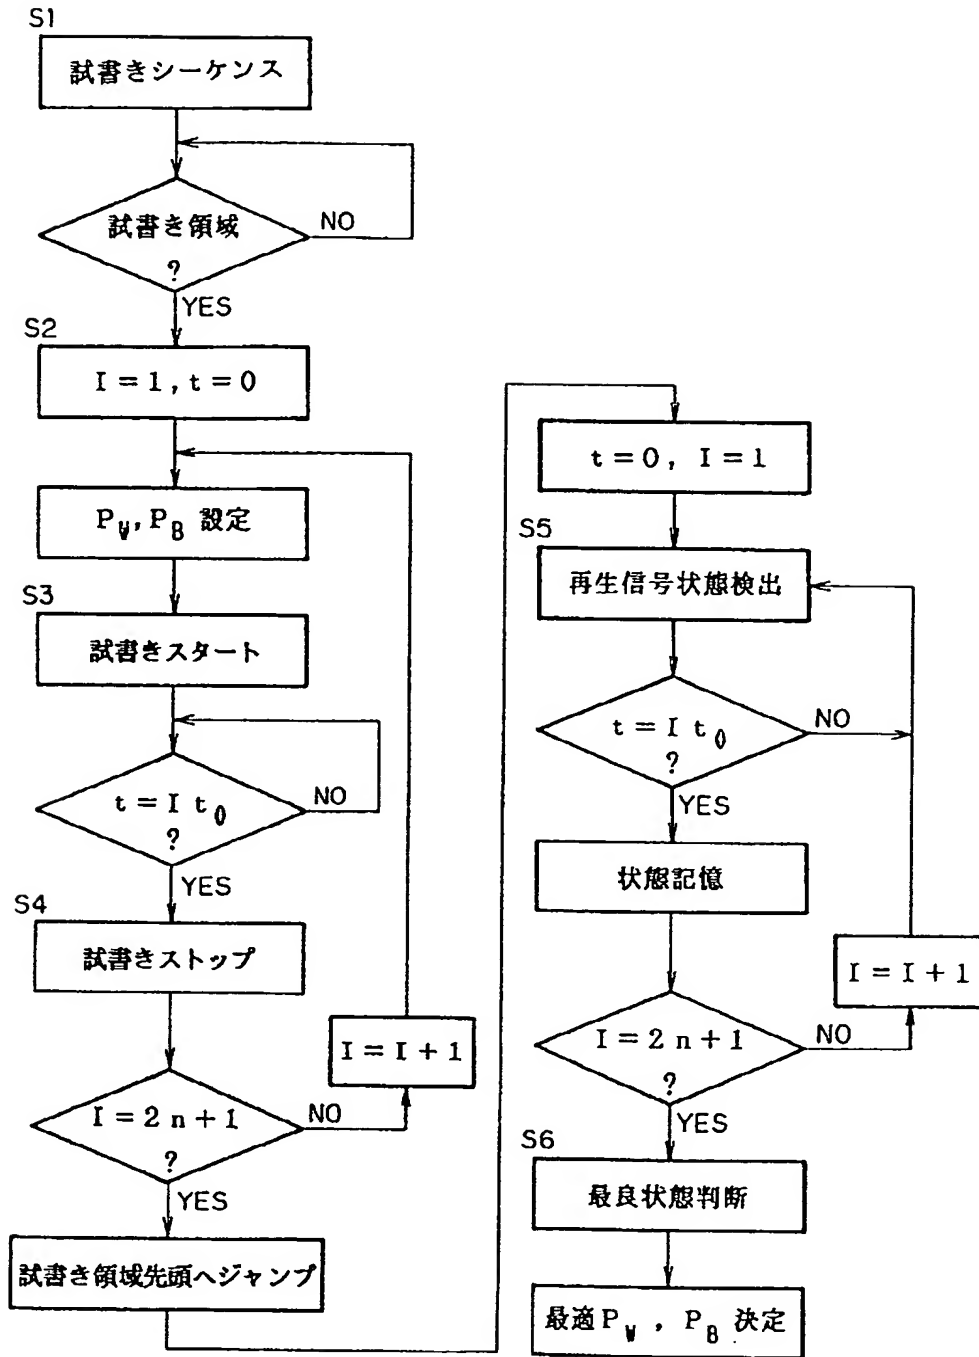 S1
試書きシーケンス
試書き領域
?
NO
YES
S2
I = 1 , t = 0
P_W, P_B 設定
S3
試書きスタート
t = I t_0
?
NO
YES
S4
試書きストップ
I = I + 1
I = 2 n + 1
?
NO
YES
試書き領域先頭へジャンプ
t = 0 , I = 1
S5
再生信号状態検出
t = I t_0
?
NO
YES
状態記憶
I = I + 1
I = 2 n + 1
?
NO
YES
S6
最良状態判断
最適 P_W , P_B 決定